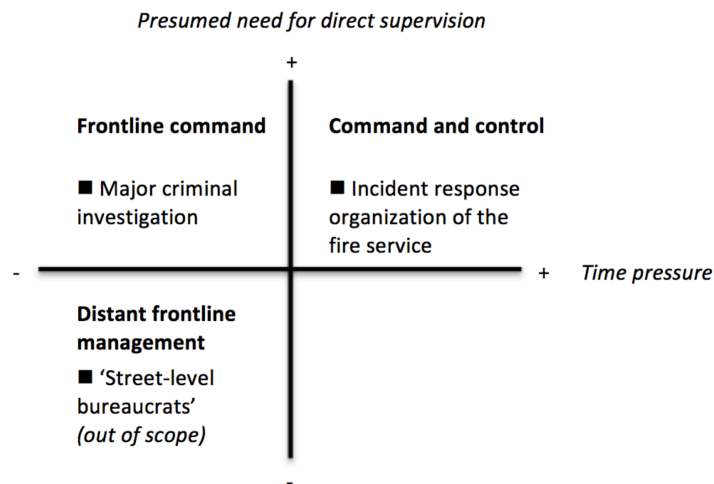 Presumed need for direct supervision
+
Frontline command
Command and control
■ Major criminal
investigation
■ Incident response
organization of the
fire service
-
+
Time pressure
Distant frontline
management
■ ‘Street-level
bureaucrats’
(out of scope)
-